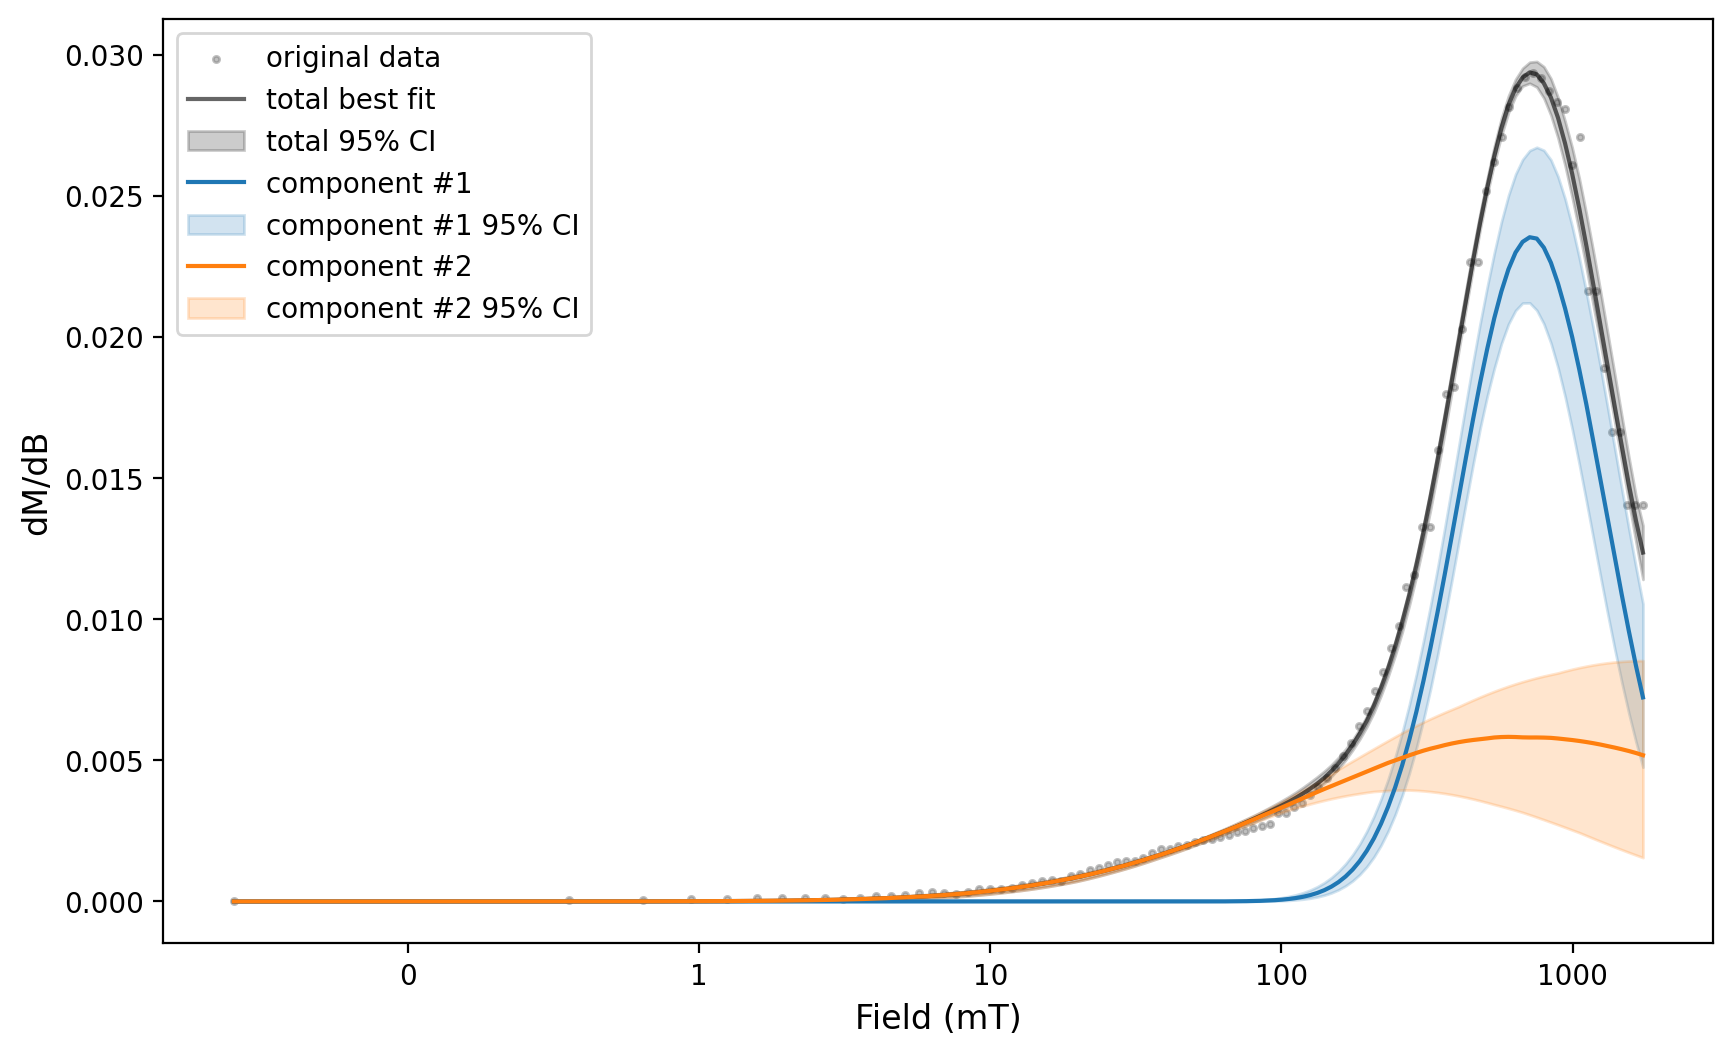 original data
total best fit
total 95% CI
component #1
component #1 95% CI
component #2
component #2 95% CI
0.030
0.025
0.020
0.015
0.010
0.005
0.000
dM/dB
0 1 10 100 1000
Field (mT)